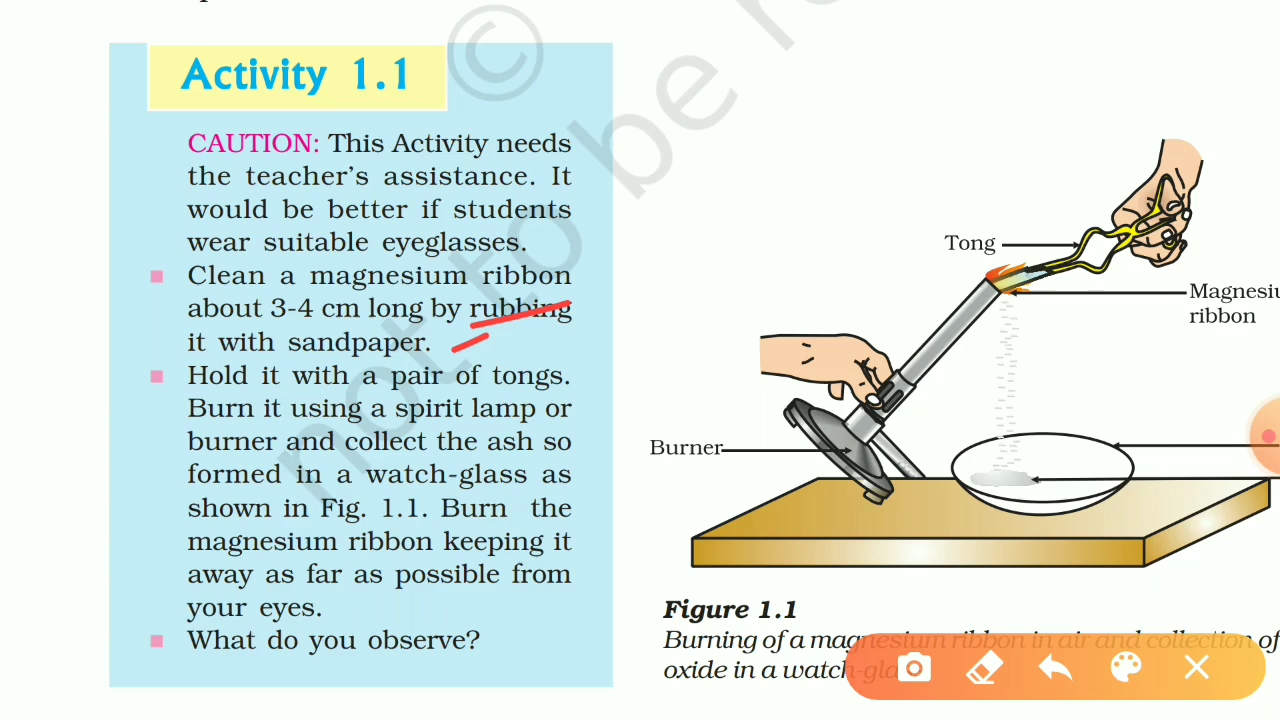 Activity 1.1
CAUTION: This Activity needs
the teacher's assistance. It
would be better if students
wear suitable eyeglasses.
Clean a magnesium ribbon
about 3-4 cm long by rubbing
it with sandpaper.
Hold it with a pair of tongs.
Burn it using a spirit lamp or
burner and collect the ash so
formed in a watch-glass as
shown in Fig. 1.1. Burn the
magnesium ribbon keeping it
away as far as possible from
your eyes.
What do you observe?
Tong
Magnesiu
ribbon
Burner
Figure 1.1
Burning of a magnesium ribbon in air and collection of
oxide in a watch-gla
© not to be re